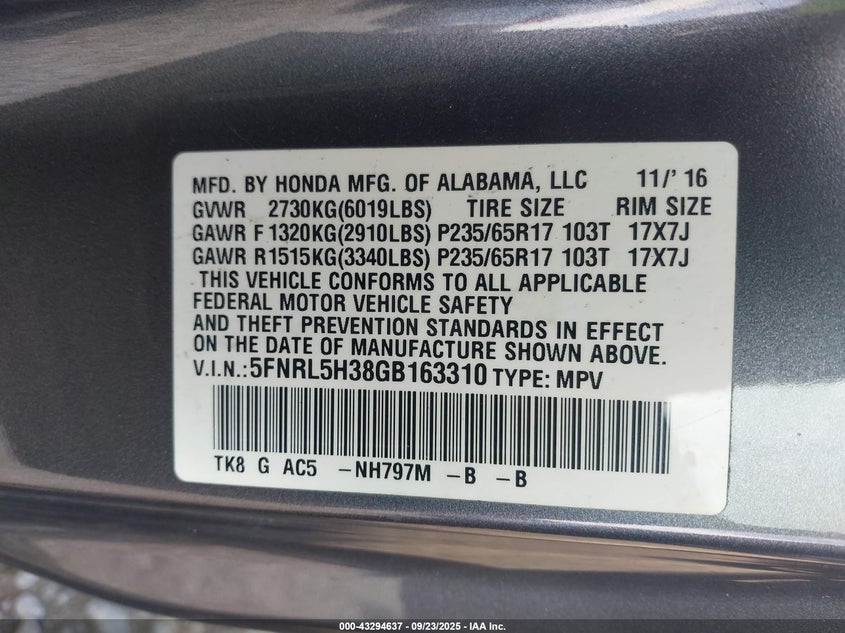 MFD. BY HONDA MFG. OF ALABAMA, LLC 11/' 16
GVWR 2730KG(6019LBS) TIRE SIZE RIM SIZE
GAWR F 1320KG(2910LBS) P235/65R17 103T 17X7J
GAWR R1515KG(3340LBS) P235/65R17 103T 17X7J
THIS VEHICLE CONFORMS TO ALL APPLICABLE
FEDERAL MOTOR VEHICLE SAFETY
AND THEFT PREVENTION STANDARDS IN EFFECT
ON THE DATE OF MANUFACTURE SHOWN ABOVE.
V.I.N.:5FNRL5H38GB163310 TYPE: MPV
TK8 G AC5 -NH797M -B -B
000-43294637 - 09/23/2025 - IAA Inc.